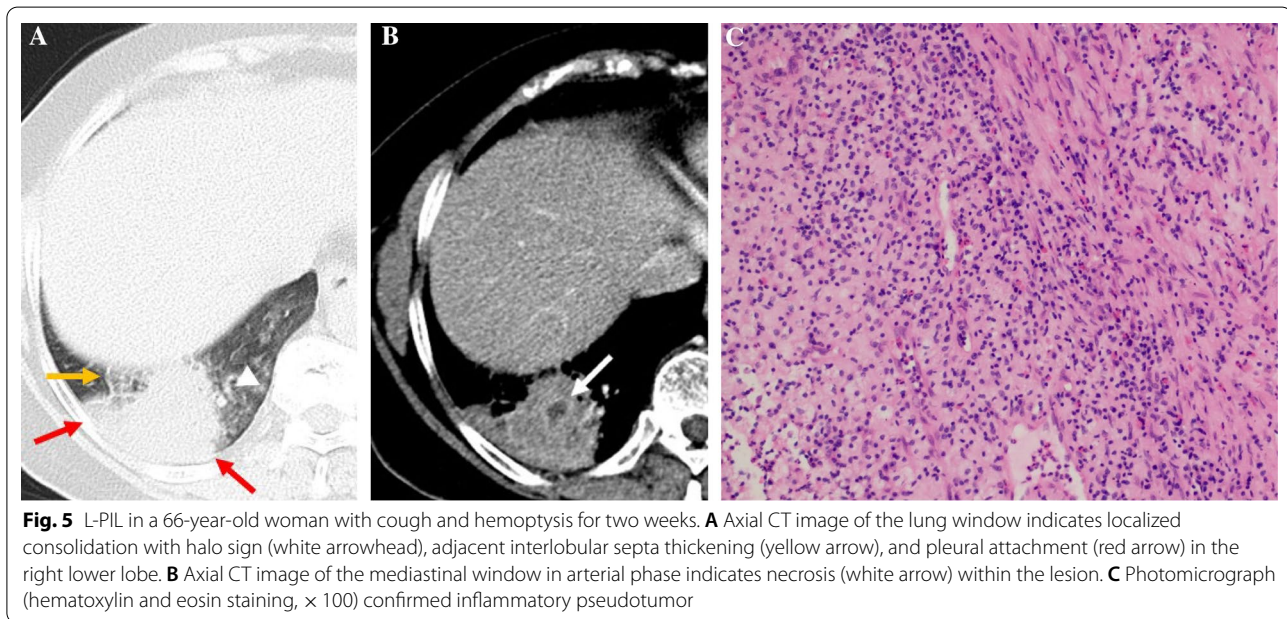 A
B
C
Fig. 5 L-PIL in a 66-year-old woman with cough and hemoptysis for two weeks. A Axial CT image of the lung window indicates localized
consolidation with halo sign (white arrowhead), adjacent interlobular septa thickening (yellow arrow), and pleural attachment (red arrow) in the
right lower lobe. B Axial CT image of the mediastinal window in arterial phase indicates necrosis (white arrow) within the lesion. C Photomicrograph
(hematoxylin and eosin staining, × 100) confirmed inflammatory pseudotumor